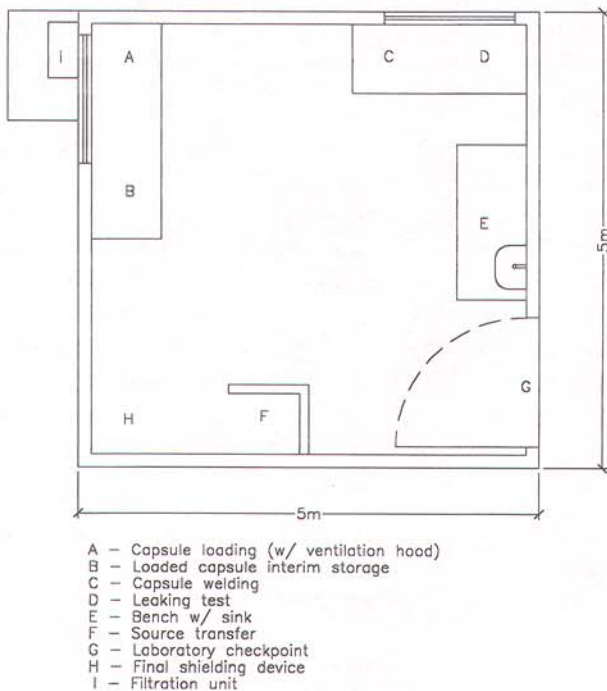 I
A
C
D
B
E
5m
G
F
H
5m
A – Capsule loading (w/ ventilation hood)
B – Loaded capsule interim storage
C – Capsule welding
D – Leaking test
E – Bench w/ sink
F – Source transfer
G – Laboratory checkpoint
H – Final shielding device
I – Filtration unit